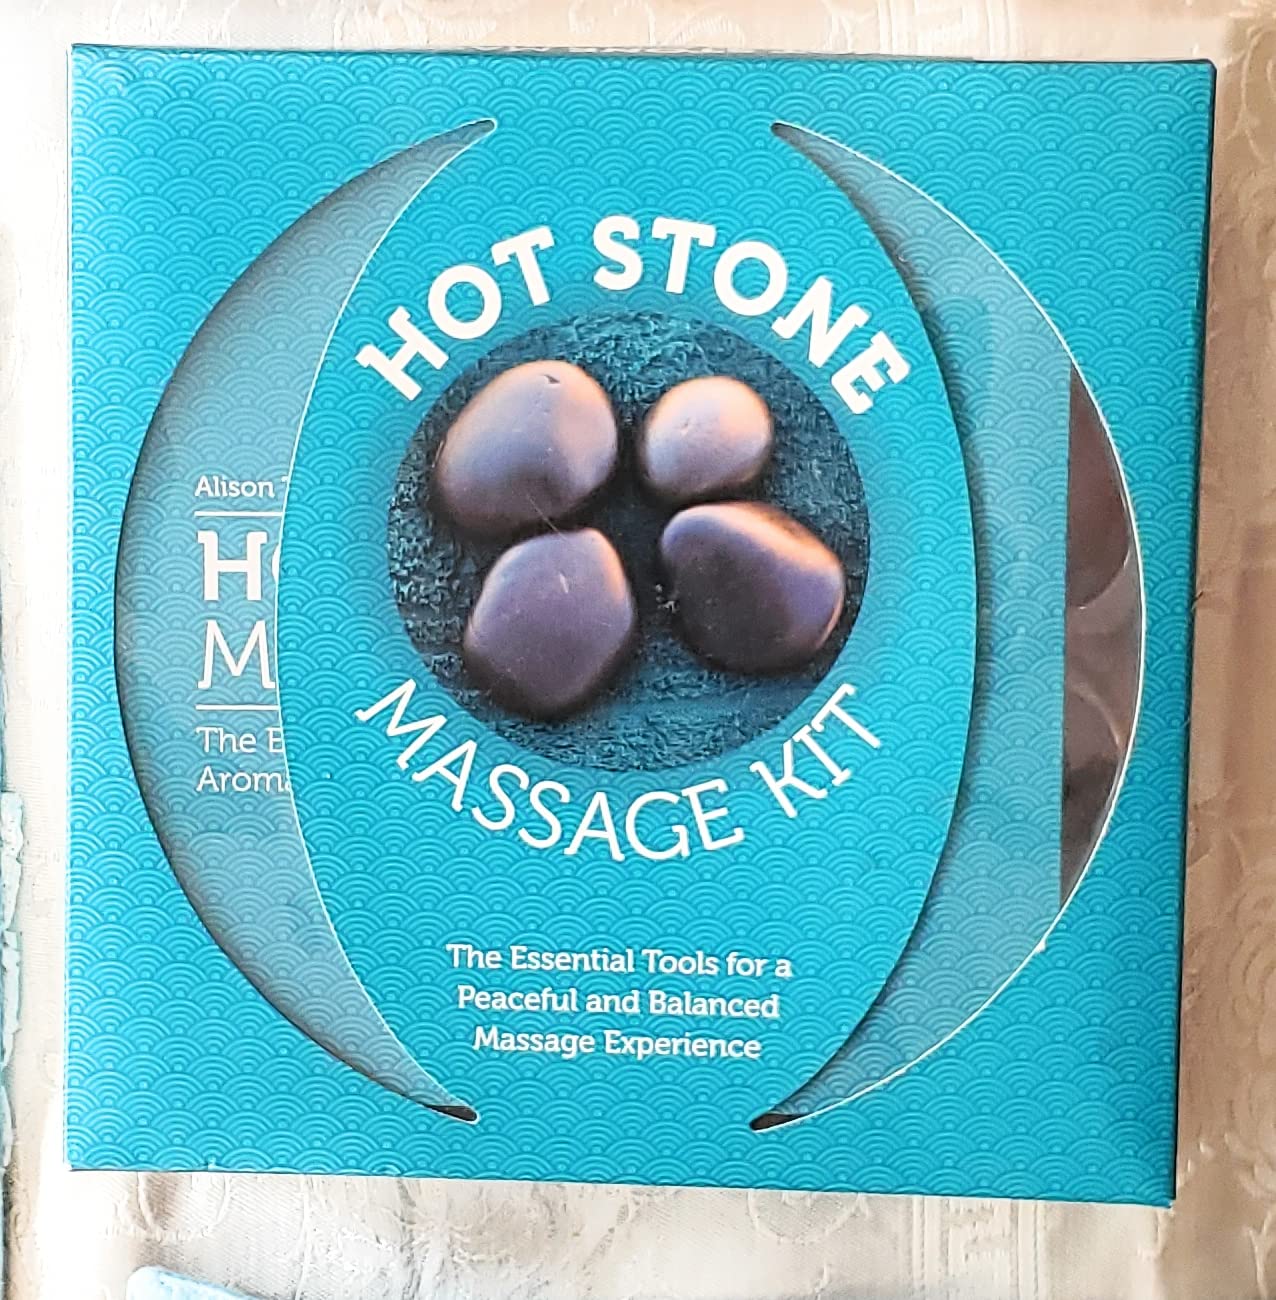 HOT STONE
MASSAGE KIT
The Essential Tools for a
Peaceful and Balanced
Massage Experience
Alison
The